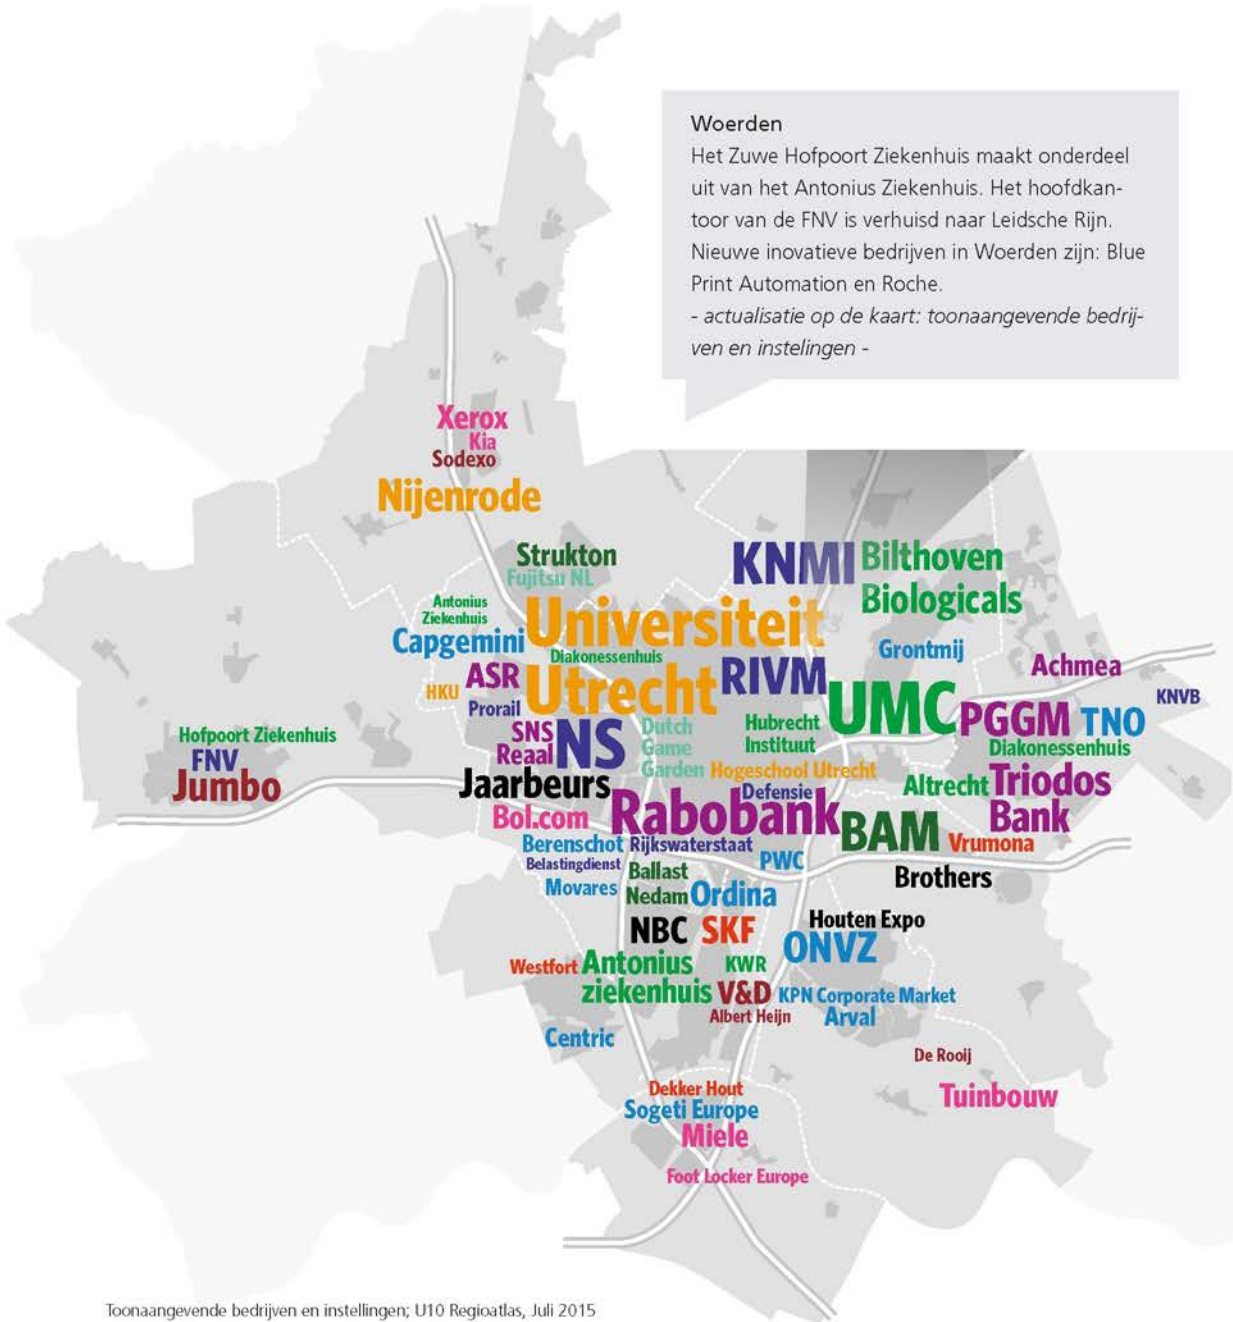 Woerden
Het Zuwe Hofpoort Ziekenhuis maakt onderdeel
uit van het Antonius Ziekenhuis. Het hoofdkan-
toor van de FNV is verhuisd naar Leidsche Rijn.
Nieuwe inovatieve bedrijven in Woerden zijn: Blue
Print Automation en Roche.
- actualisatie op de kaart: toonaangevende bedrij-
ven en instelingen -
Xerox
Kia
Sodexo
Nijenrode
Strukton
Fujitsu NL
KNMI
Bilthoven
Biologicals
Antonius
Ziekenhuis
Capgemini
Universiteit
Utrecht
Diakonessenhuis
Grontmij
Achmea
HKU
ASR
Prorail
RIVM
UMC
PGGM
TNO
KNVB
SNS
Reaal
NS
Dutch
Game
Garden
Hubrecht
Instituut
Diakonessenhuis
Hofpoort Ziekenhuis
FNV
Jumbo
Jaarbeurs
Hogeschool Utrecht
Defensie
Altrecht
Triodos
Bank
Bol.com
Rabobank
BAM
Vrumona
Berenschot
Rijkswaterstaat
PWC
Brothers
Belastingdienst
Movares
Ballast
Nedam
Ordina
NBC
SKF
Houten Expo
ONVZ
Westfort
Antonius
ziekenhuis
KWR
V&D
KPN Corporate Market
Albert Heijn
Arval
Centric
De Rooij
Tuinbouw
Dekker Hout
Sogeti Europe
Miele
Foot Locker Europe
Toonaangevende bedrijven en instellingen; U10 Regioatlas, Juli 2015